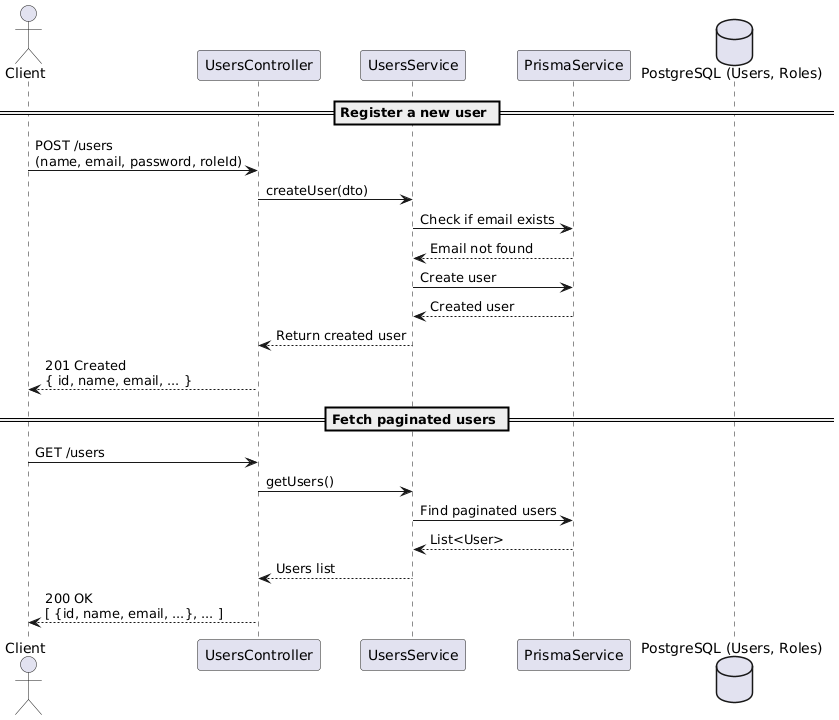 Client
UsersController
UsersService
PrismaService
PostgreSQL (Users, Roles)
Register a new user
POST /users
(name, email, password, roleId)
createUser(dto)
Check if email exists
Email not found
Create user
Created user
Return created user
201 Created
{ id, name, email, ... }
Fetch paginated users
GET /users
getUsers()
Find paginated users
List<User>
Users list
200 OK
[ {id, name, email, ...}, ... ]
Client
UsersController
UsersService
PrismaService
PostgreSQL (Users, Roles)